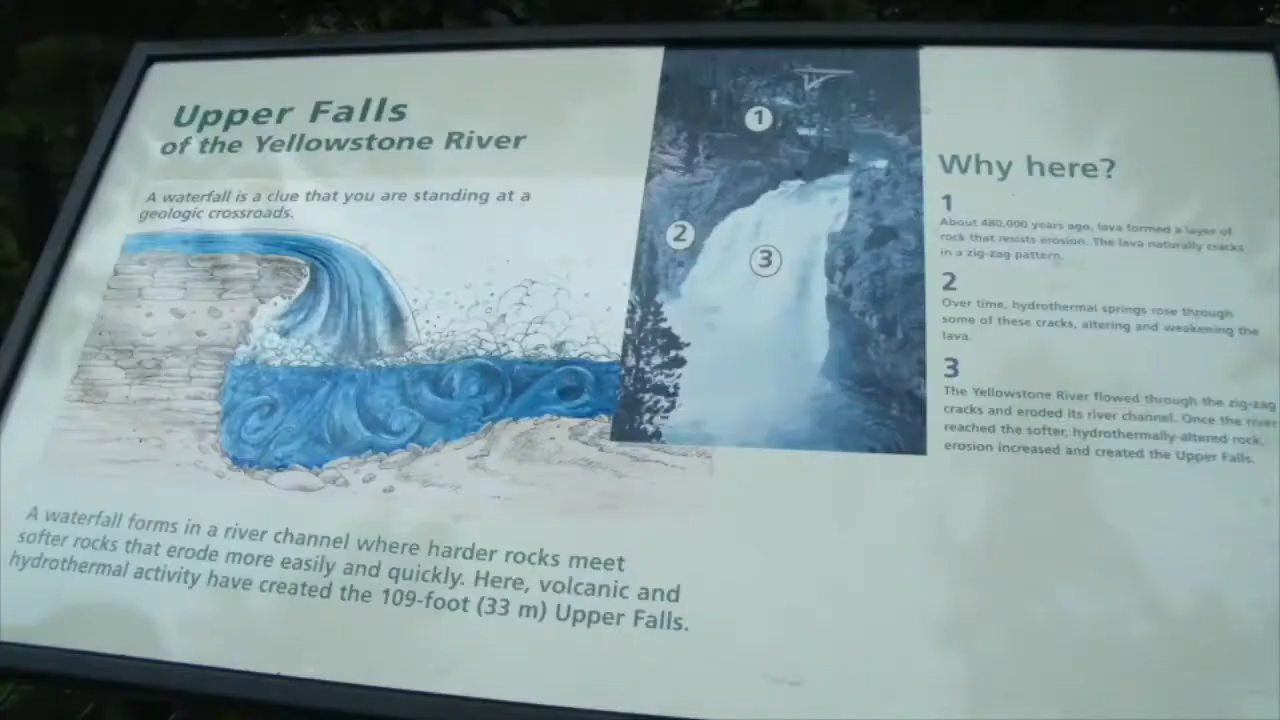 Upper Falls
of the Yellowstone River
A waterfall is a clue that you are standing at a
geologic crossroads.
A waterfall forms in a river channel where harder rocks meet
softer rocks that erode more easily and quickly. Here, volcanic and
hydrothermal activity have created the 109-foot (33 m) Upper Falls.
1
2
3
Why here?
1
About 480,000 years ago, lava formed a layer of
rock that resists erosion. The lava naturally cracks
in a zig-zag pattern.
2
Over time, hydrothermal springs rose through
some of these cracks, altering and weakening the
lava.
3
The Yellowstone River flowed through the zig-zag
cracks and eroded its river channel. Once the river
reached the softer, hydrothermally-altered rock,
erosion increased and created the Upper Falls.